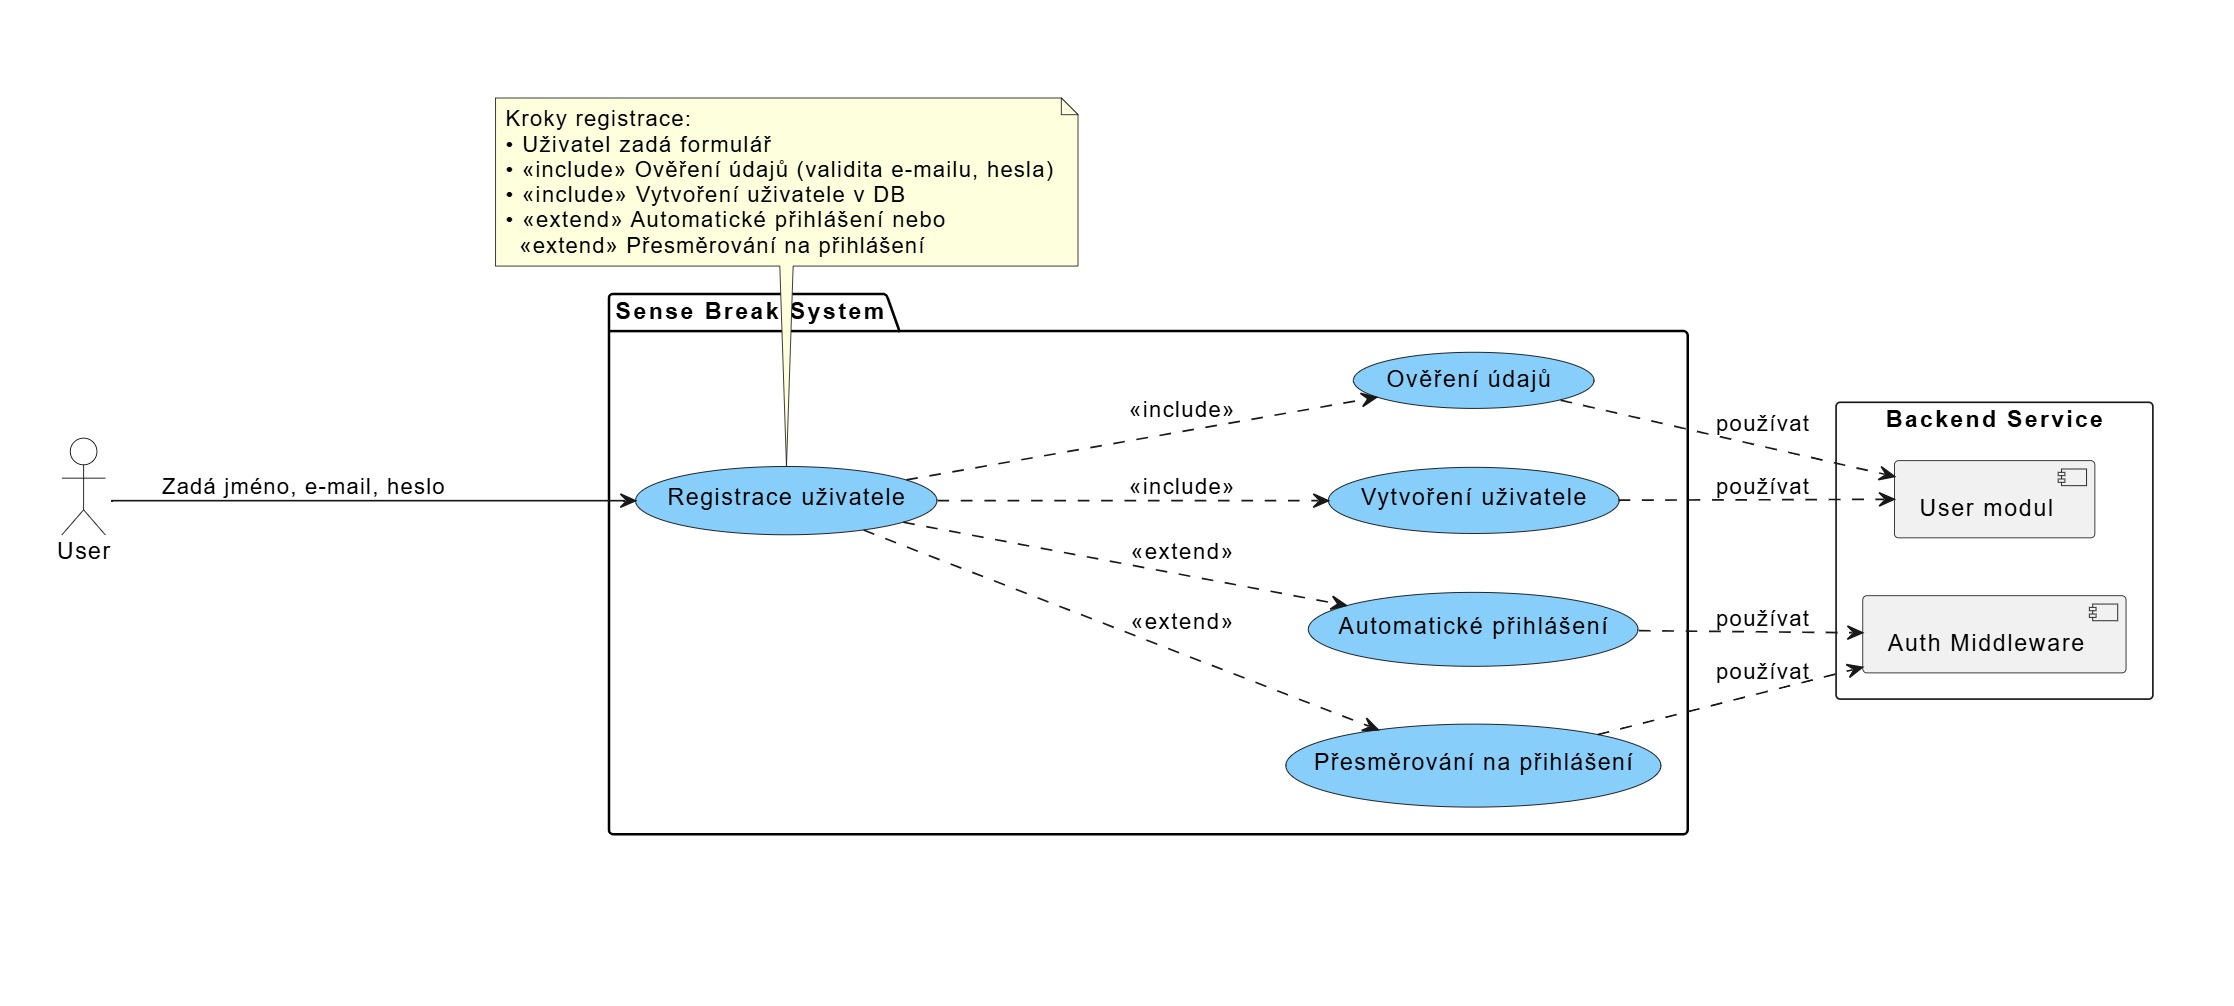 Kroky registrace:
• Uživatel zadá formulář
• «include» Ověření údajů (validita e-mailu, hesla)
• «include» Vytvoření uživatele v DB
• «extend» Automatické přihlášení nebo
«extend» Přesměrování na přihlášení
Sense Break System
Ověření údajů
«include»
používat
Backend Service
Zadá jméno, e-mail, heslo
Registrace uživatele
«include»
Vytvoření uživatele
používat
User modul
User
«extend»
«extend»
Automatické přihlášení
používat
Auth Middleware
používat
Přesměrování na přihlášení